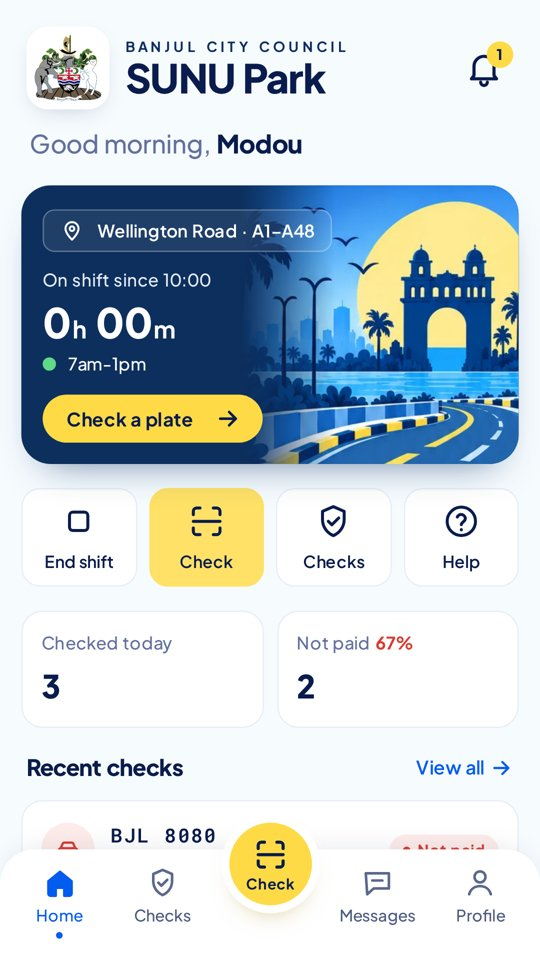 BANJUL CITY COUNCIL
SUNU Park
1
Good morning, Modou
Wellington Road · A1–A48
On shift since 10:00
0h 00m
7am-1pm
Check a plate
End shift
Check
Checks
Help
Checked today
3
Not paid 67%
2
Recent checks
View all
BJL 8080
Not paid
Check
Home
Checks
Messages
Profile